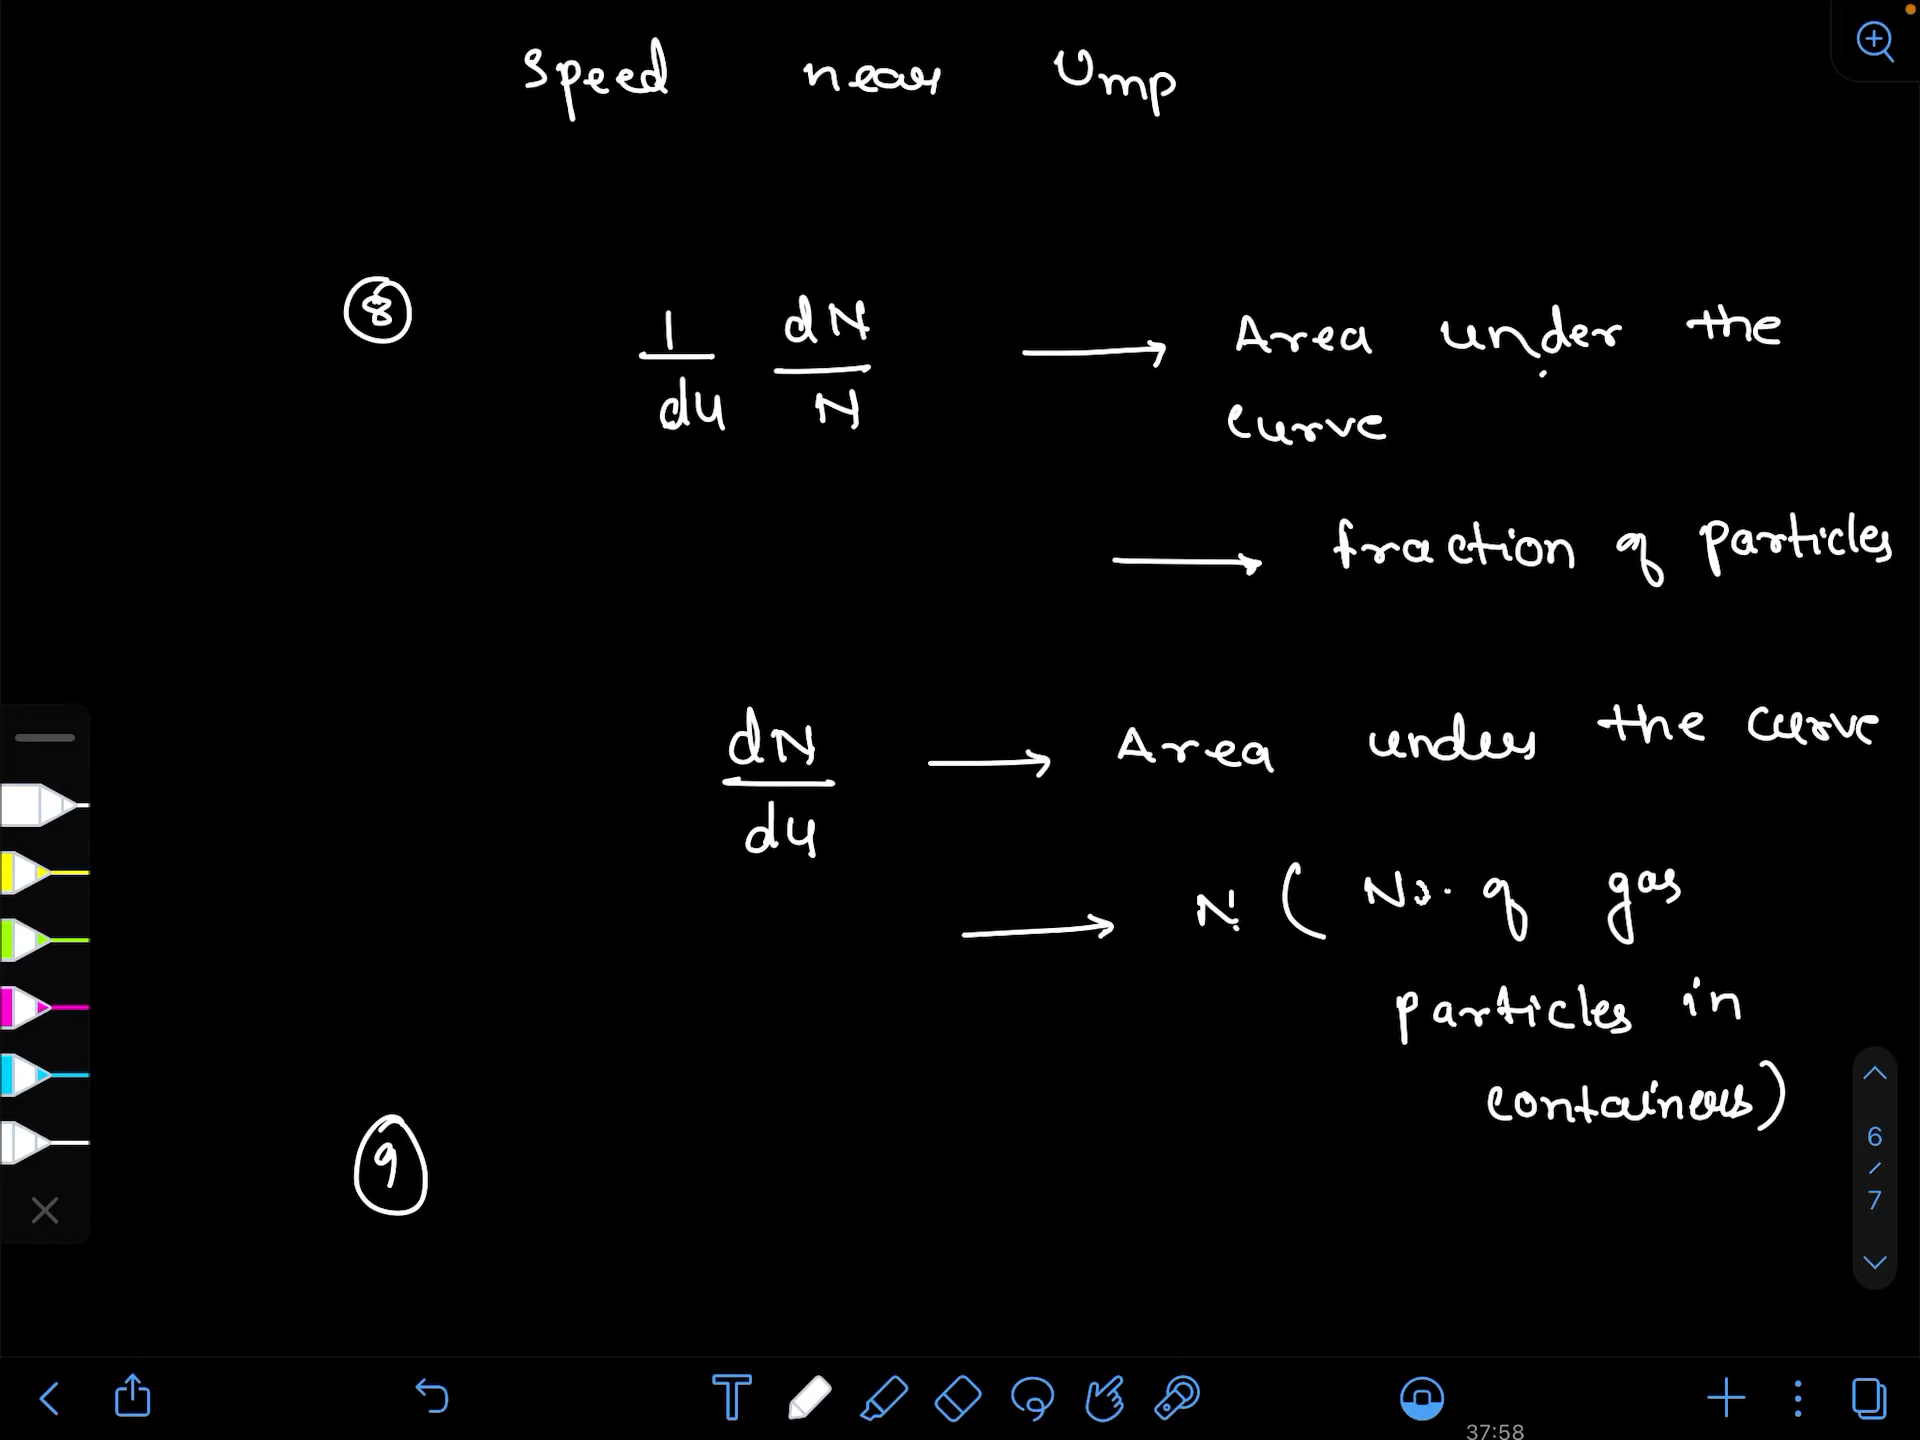 Speed near Ump
⑧ 1/du dN/N → Area under the
curve
→ fraction of particles
dN/du → Area under the curve
→ N ( No. of gas
particles in
container)
⑨
6
/
7
37:58